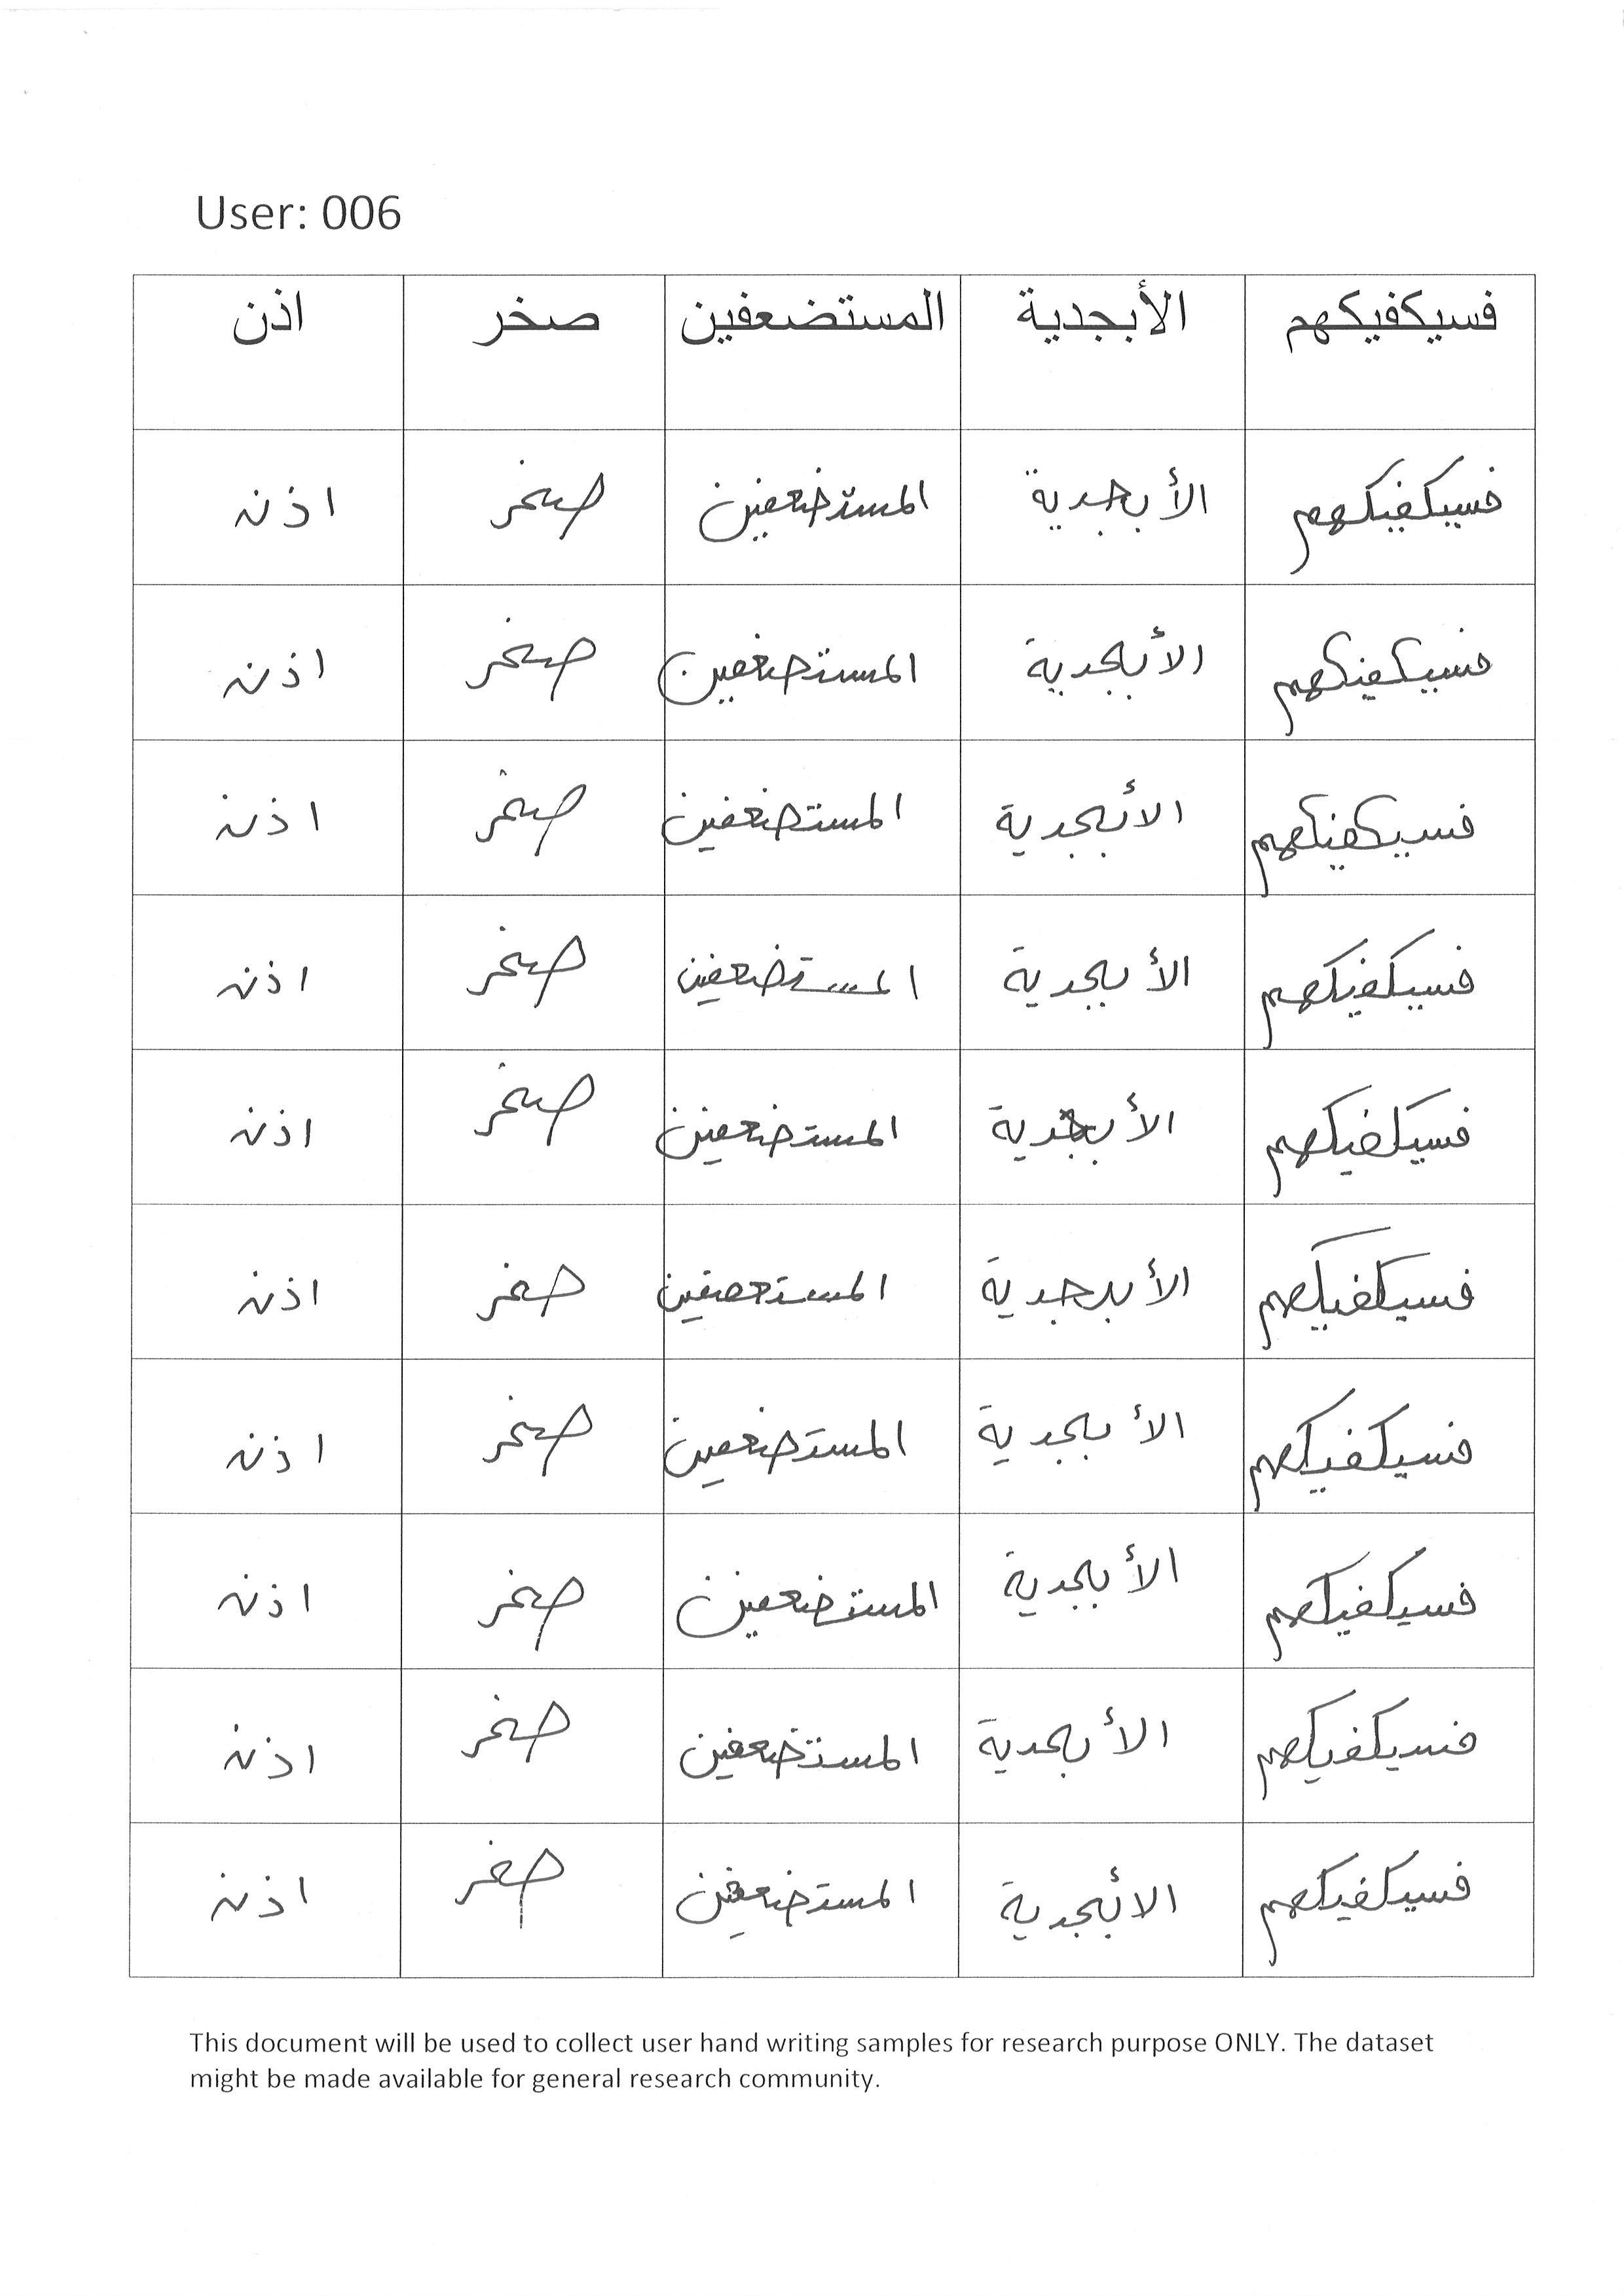 User: 006
فسيكفيكهم الأبجدية المستضعفين صخر اذن
فسيكفيكهم الأبجدية المستضعفين صخر اذن
فسيكفيكهم الأبجدية المستضعفين صخر اذن
فسيكفيكهم الأبجدية المستضعفين صخر اذن
فسيكفيكهم الأبجدية المستضعفين صخر اذن
فسيكفيكهم الأبجدية المستضعفين صخر اذن
فسيكفيكهم الأبجدية المستضعفين صخر اذن
فسيكفيكهم الأبجدية المستضعفين صخر اذن
فسيكفيكهم الأبجدية المستضعفين صخر اذن
فسيكفيكهم الأبجدية المستضعفين صخر اذن
فسيكفيكهم الأبجدية المستضعفين صخر اذن
This document will be used to collect user hand writing samples for research purpose ONLY. The dataset
might be made available for general research community.